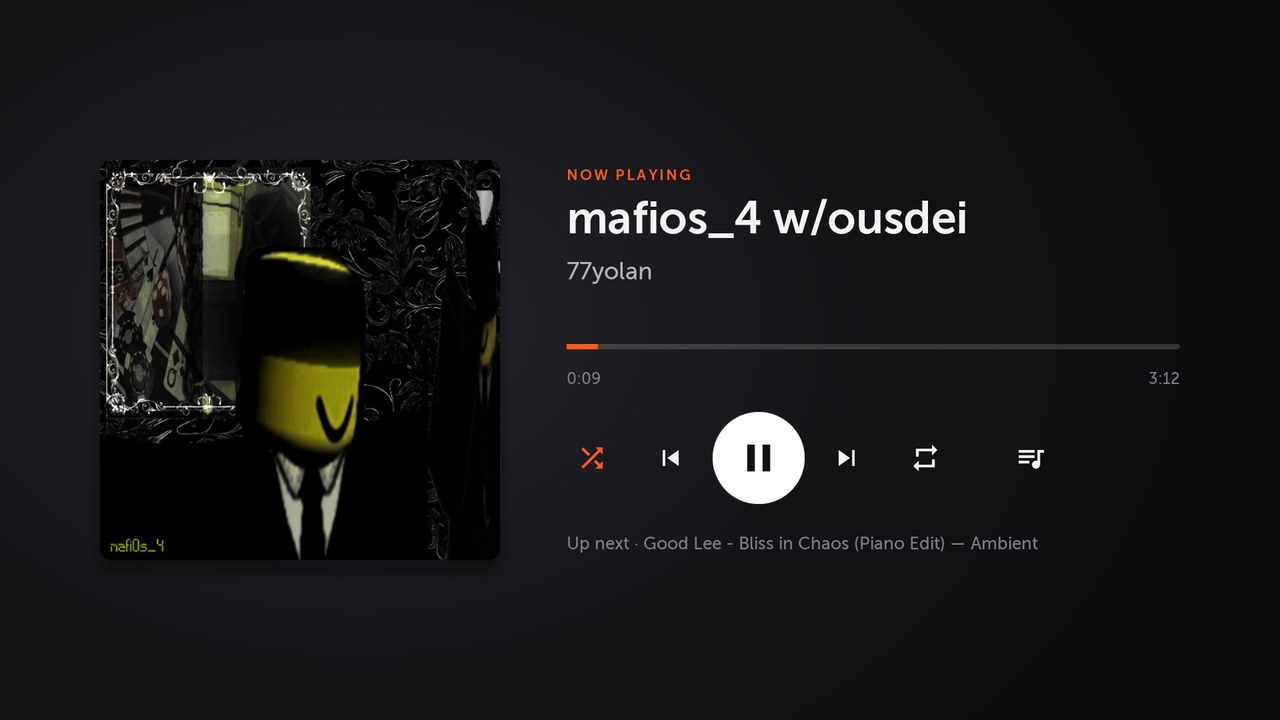 NOW PLAYING
mafios_4 w/ousdei
77yolan
0:09
3:12
Up next · Good Lee - Bliss in Chaos (Piano Edit) — Ambient
mafi0s_4